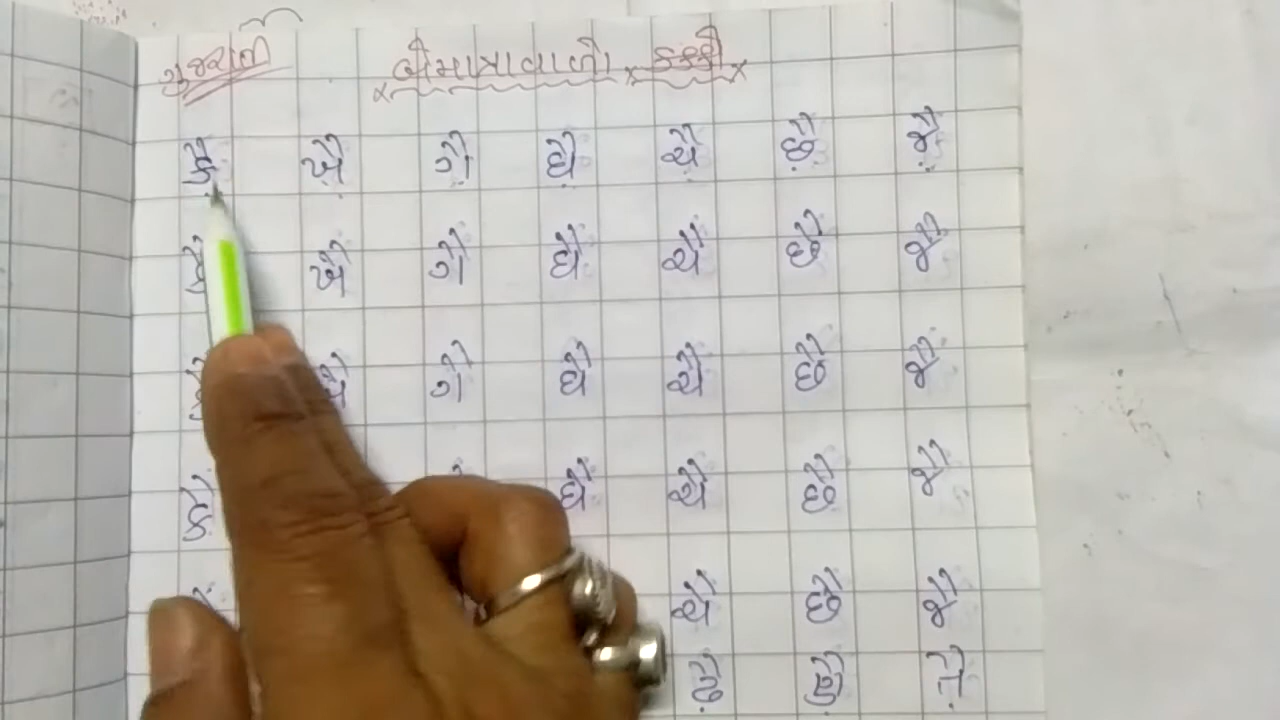 ગુજરાતી બેમાત્રાવાળો કક્કો
કૈ ખૈ ગૈ ઘૈ ચૈ છૈ જૈ
ખૈ ગૈ ઘૈ ચૈ છૈ જૈ
ગૈ ઘૈ ચૈ છૈ જૈ
કૈ ઘૈ ચૈ છૈ જૈ
ચૈ છૈ જૈ
ઢૈ ણૈ તૈ